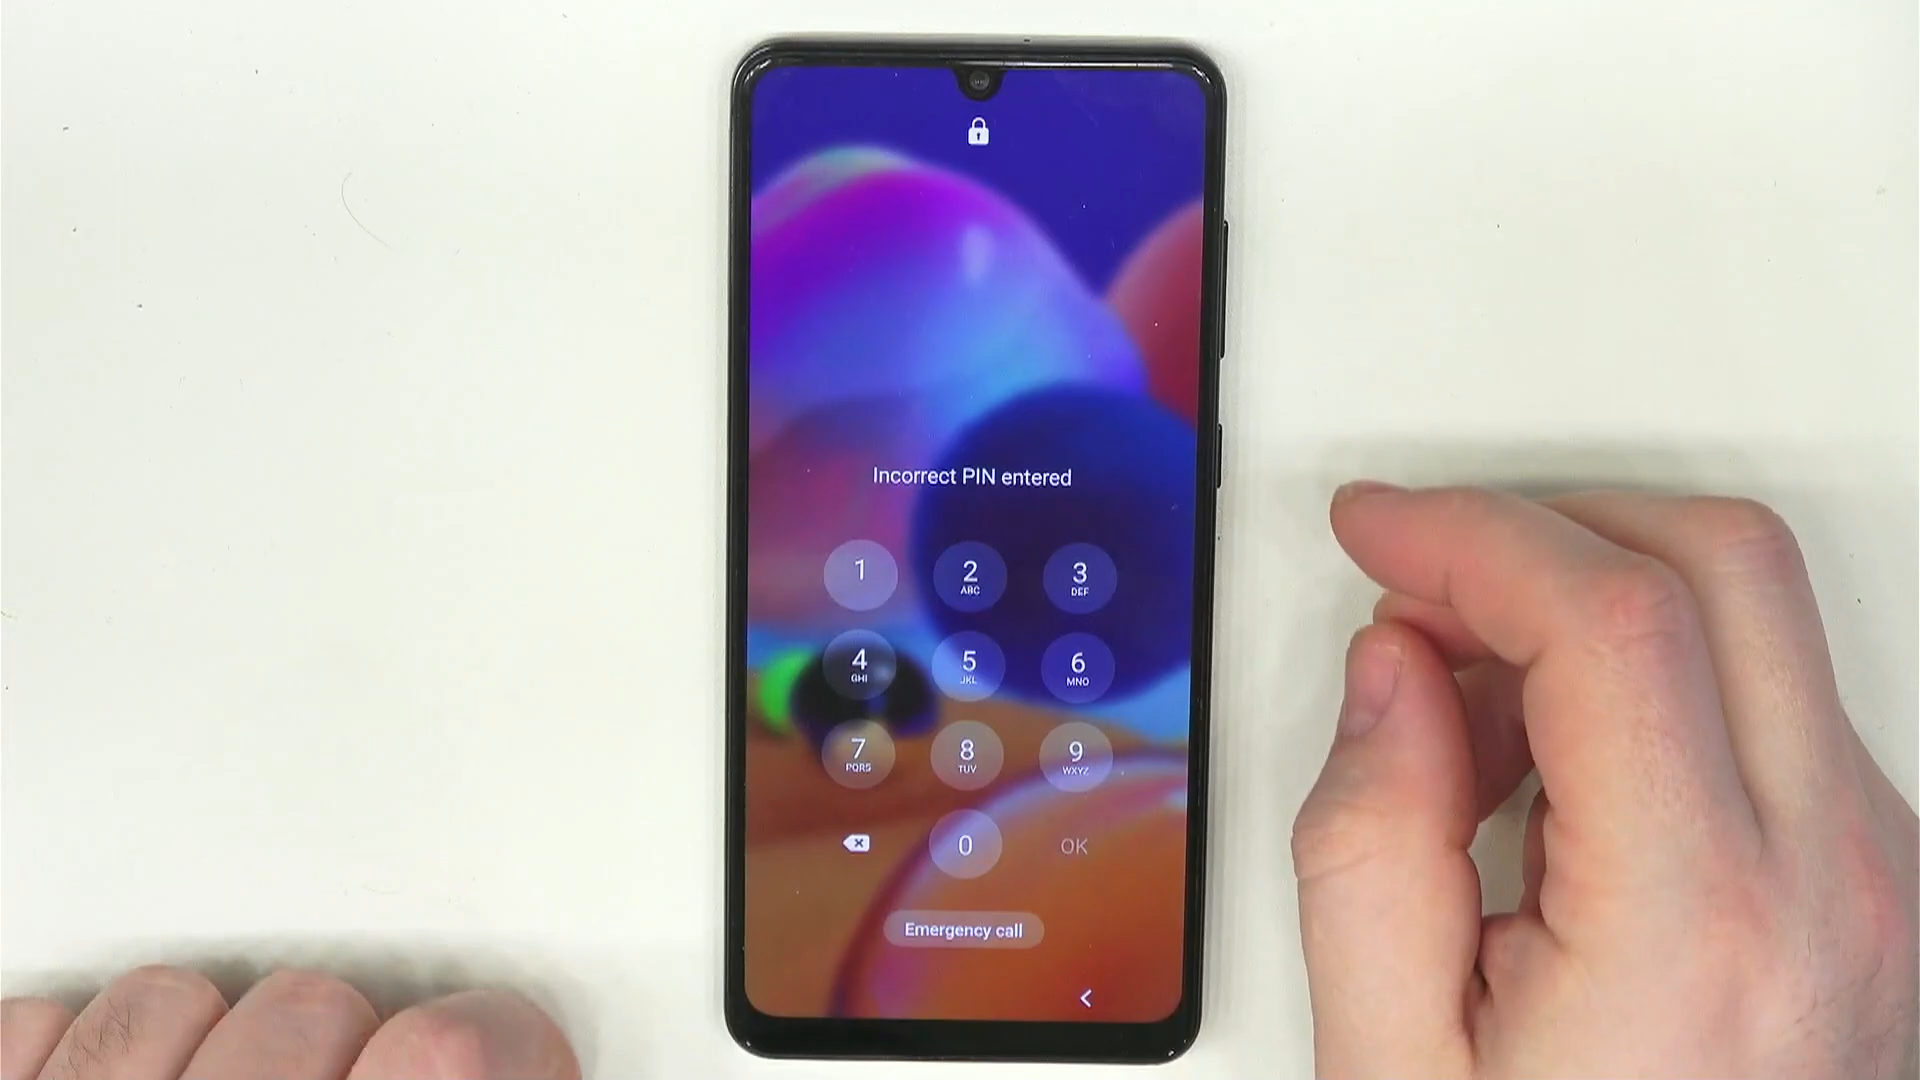 Incorrect PIN entered
1 2 3
ABC DEF
4 5 6
GHI JKL MNO
7 8 9
PQRS TUV WXYZ
0 OK
Emergency call